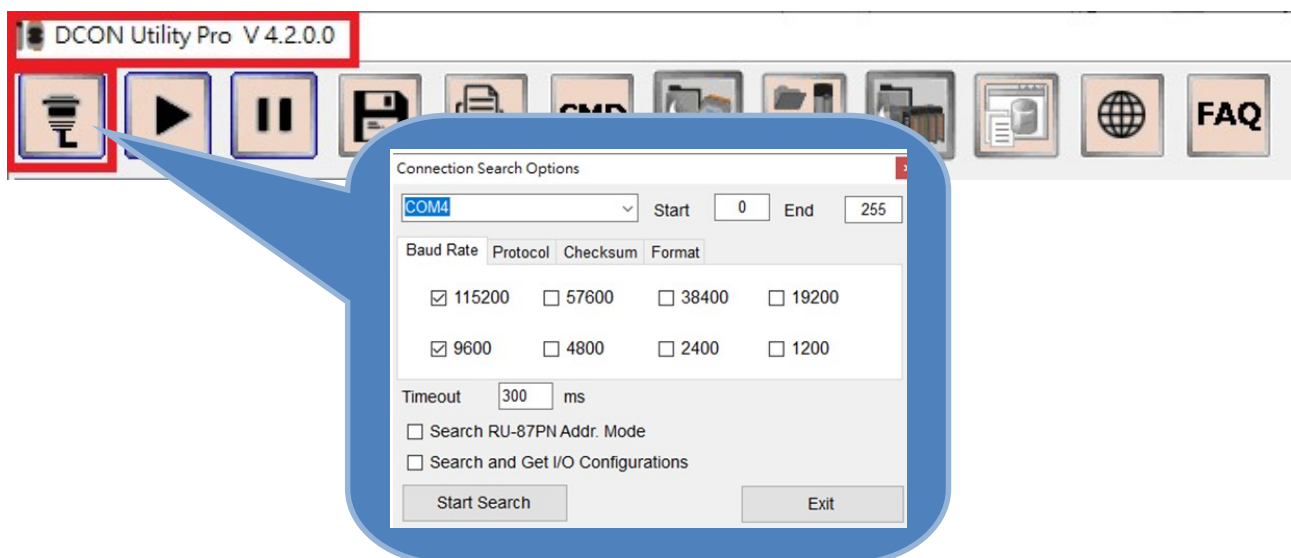 DCON Utility Pro V 4.2.0.0
CMD
FAQ
Connection Search Options
COM4 Start 0 End 255
Baud Rate Protocol Checksum Format
115200 57600 38400 19200
9600 4800 2400 1200
Timeout 300 ms
Search RU-87PN Addr. Mode
Search and Get I/O Configurations
Start Search Exit